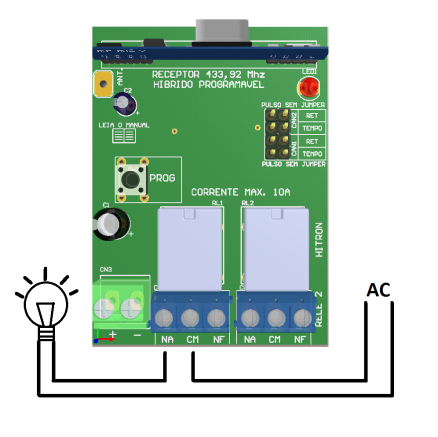 ANT
C2
RECEPTOR 433,92 Mhz
HIBRIDO PROGRAMAVEL
LED1
LEIA O MANUAL
PULSO SEM JUMPER
CNN2
RET
TEMPO
CNN1
RET
TEMPO
PULSO SEM JUMPER
PROG
CORRENTE MAX. 10A
C1
RL1
RL2
HITRON
CN3
RELE 2
AC
+ −
NA CM NF
NA CM NF